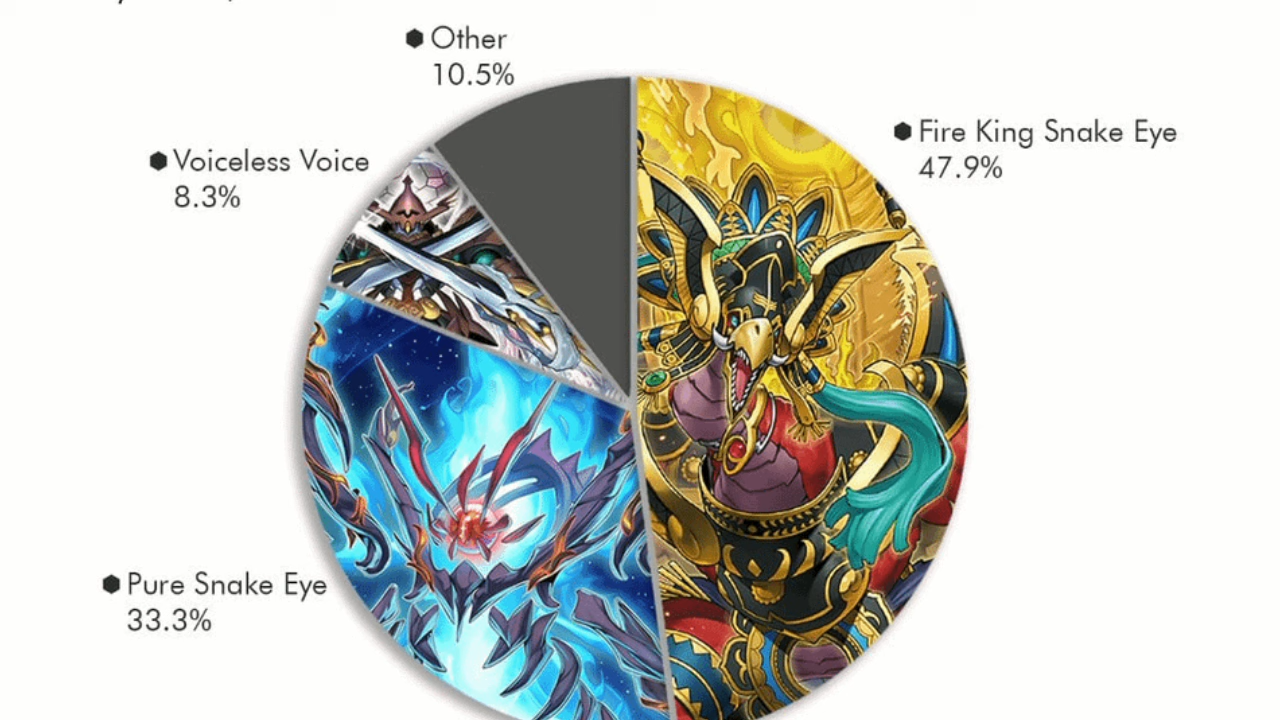 Other
10.5%
Fire King Snake Eye
47.9%
Voiceless Voice
8.3%
Pure Snake Eye
33.3%